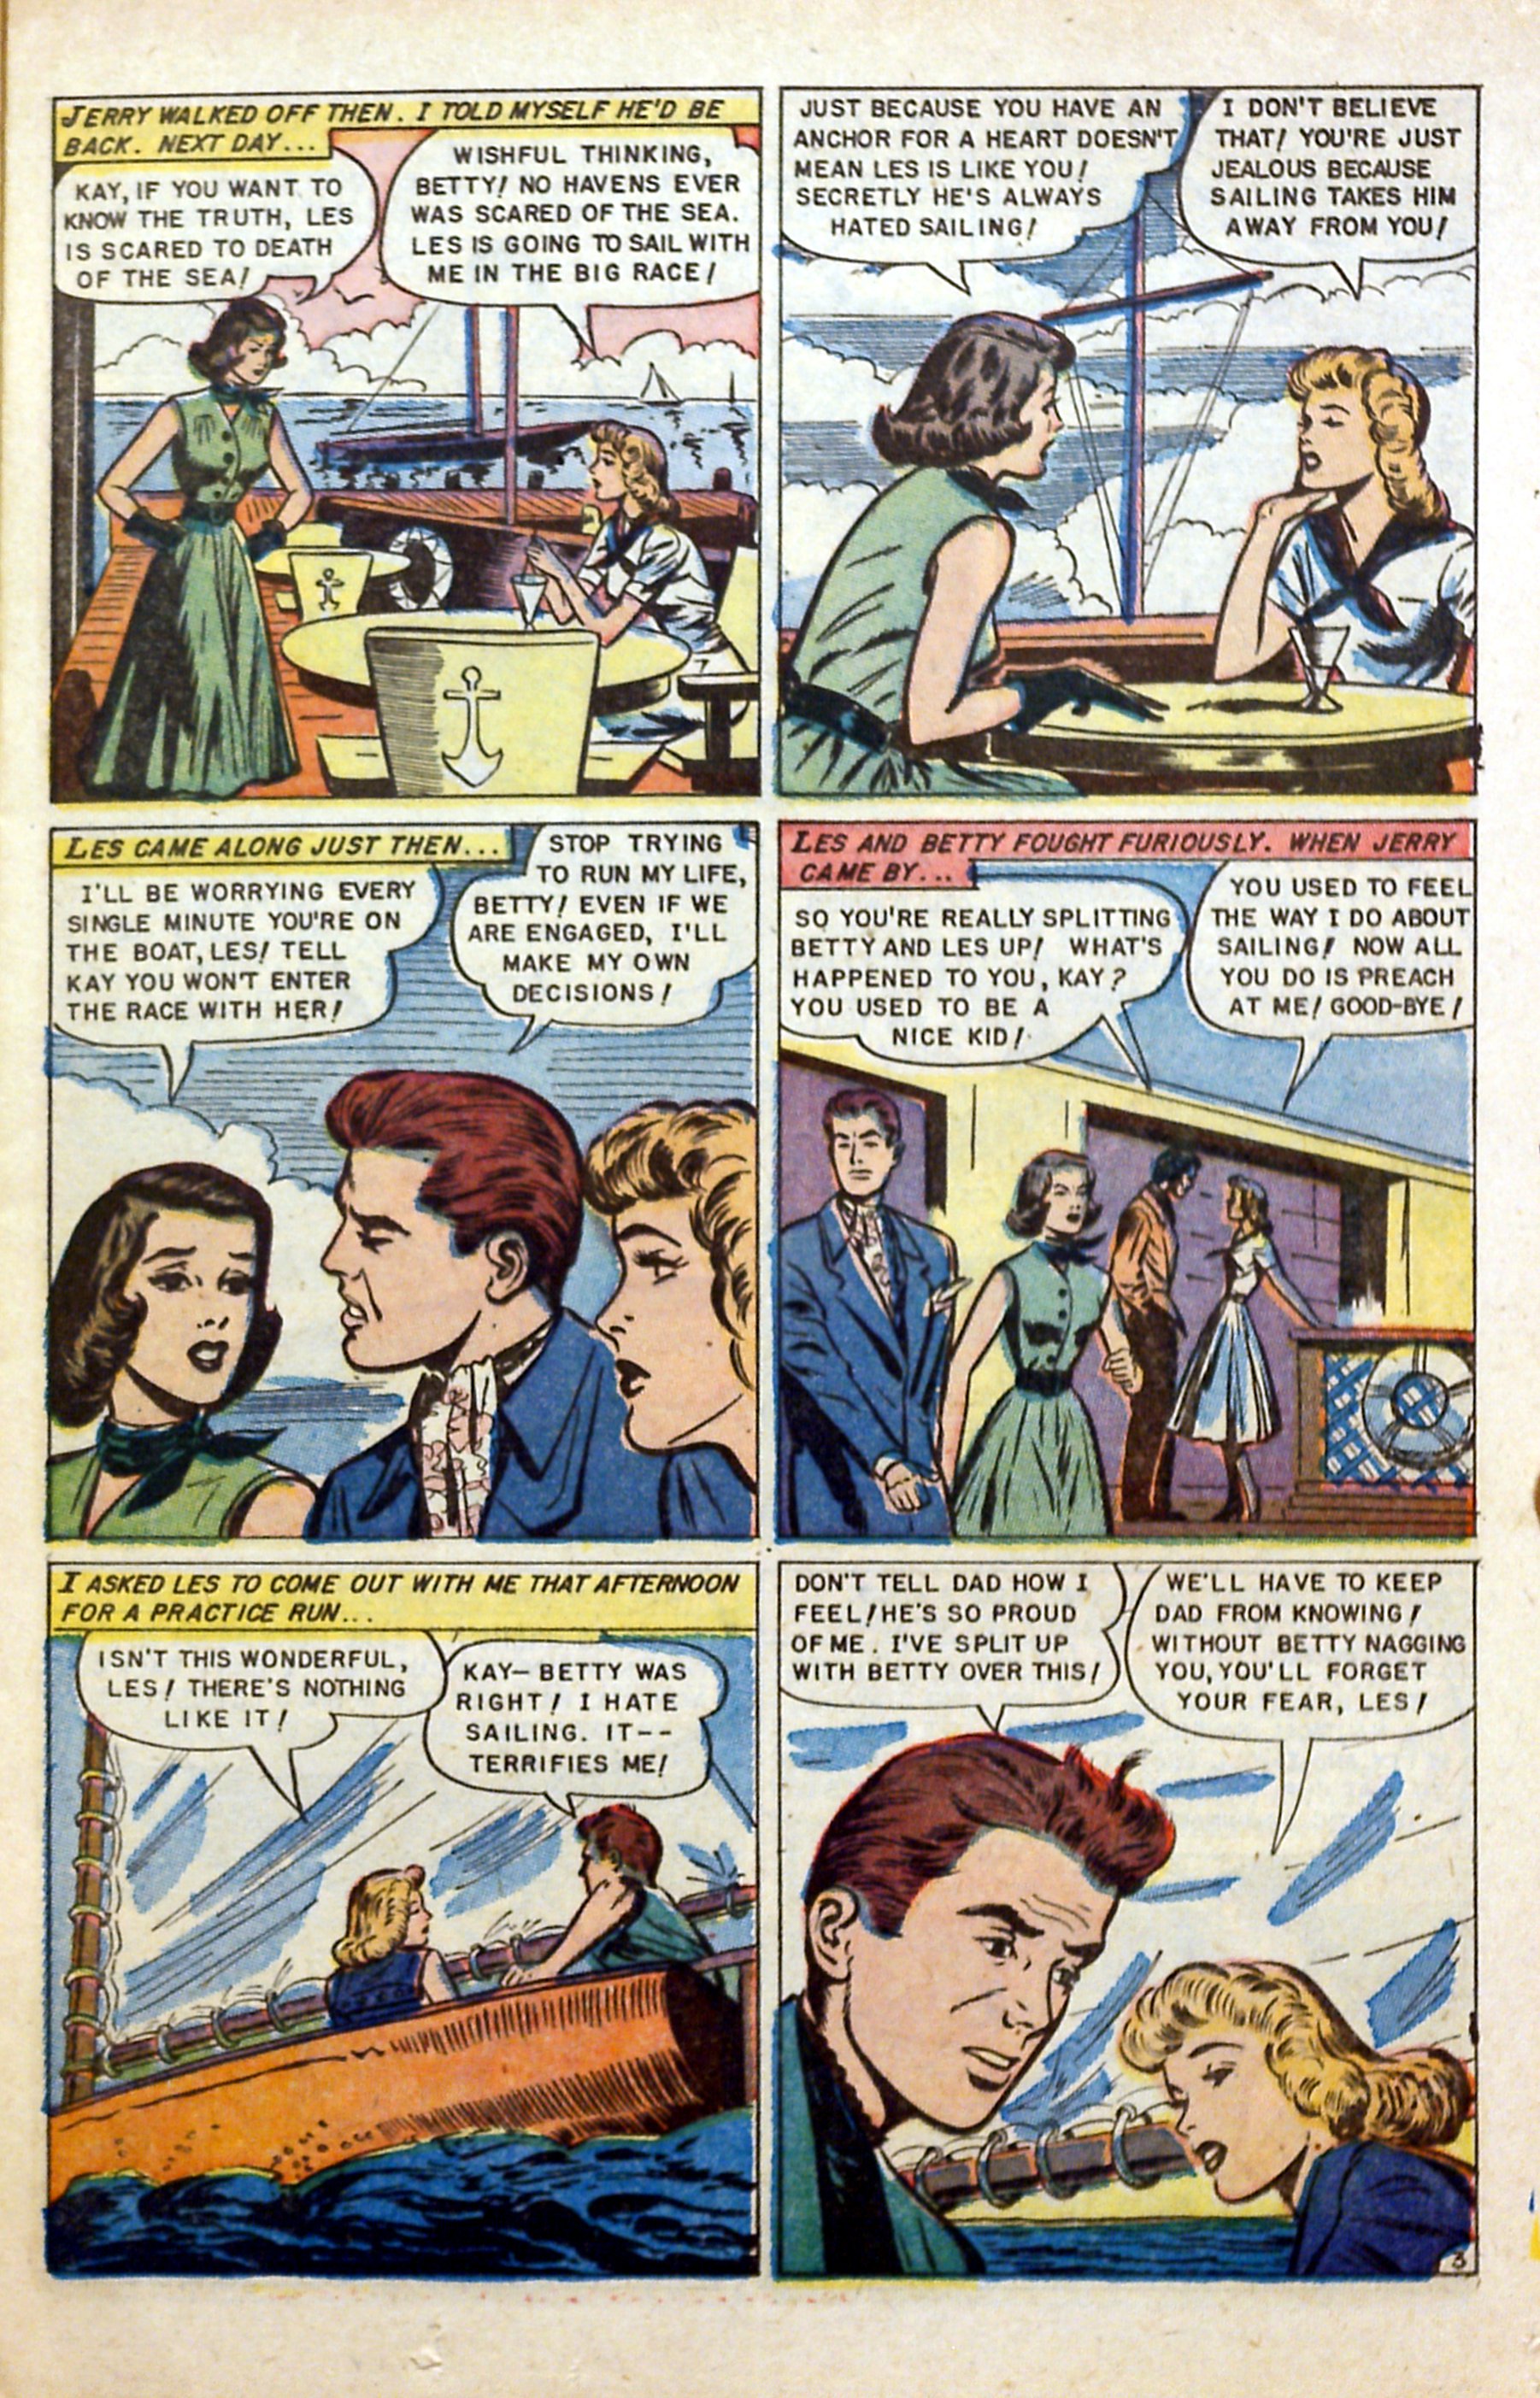 JERRY WALKED OFF THEN. I TOLD MYSELF HE'D BE
BACK. NEXT DAY...
KAY, IF YOU WANT TO
KNOW THE TRUTH, LES
IS SCARED TO DEATH
OF THE SEA!
WISHFUL THINKING,
BETTY! NO HAVENS EVER
WAS SCARED OF THE SEA.
LES IS GOING TO SAIL WITH
ME IN THE BIG RACE!
JUST BECAUSE YOU HAVE AN
ANCHOR FOR A HEART DOESN'T
MEAN LES IS LIKE YOU!
SECRETLY HE'S ALWAYS
HATED SAILING!
I DON'T BELIEVE
THAT! YOU'RE JUST
JEALOUS BECAUSE
SAILING TAKES HIM
AWAY FROM YOU!
LES CAME ALONG JUST THEN...
I'LL BE WORRYING EVERY
SINGLE MINUTE YOU'RE ON
THE BOAT, LES! TELL
KAY YOU WON'T ENTER
THE RACE WITH HER!
STOP TRYING
TO RUN MY LIFE,
BETTY! EVEN IF WE
ARE ENGAGED, I'LL
MAKE MY OWN
DECISIONS!
LES AND BETTY FOUGHT FURIOUSLY. WHEN JERRY
CAME BY...
SO YOU'RE REALLY SPLITTING
BETTY AND LES UP! WHAT'S
HAPPENED TO YOU, KAY?
YOU USED TO BE A
NICE KID!
YOU USED TO FEEL
THE WAY I DO ABOUT
SAILING! NOW ALL
YOU DO IS PREACH
AT ME! GOOD-BYE!
I ASKED LES TO COME OUT WITH ME THAT AFTERNOON
FOR A PRACTICE RUN...
ISN'T THIS WONDERFUL,
LES! THERE'S NOTHING
LIKE IT!
KAY— BETTY WAS
RIGHT! I HATE
SAILING. IT--
TERRIFIES ME!
DON'T TELL DAD HOW I
FEEL! HE'S SO PROUD
OF ME. I'VE SPLIT UP
WITH BETTY OVER THIS!
WE'LL HAVE TO KEEP
DAD FROM KNOWING!
WITHOUT BETTY NAGGING
YOU, YOU'LL FORGET
YOUR FEAR, LES!
3